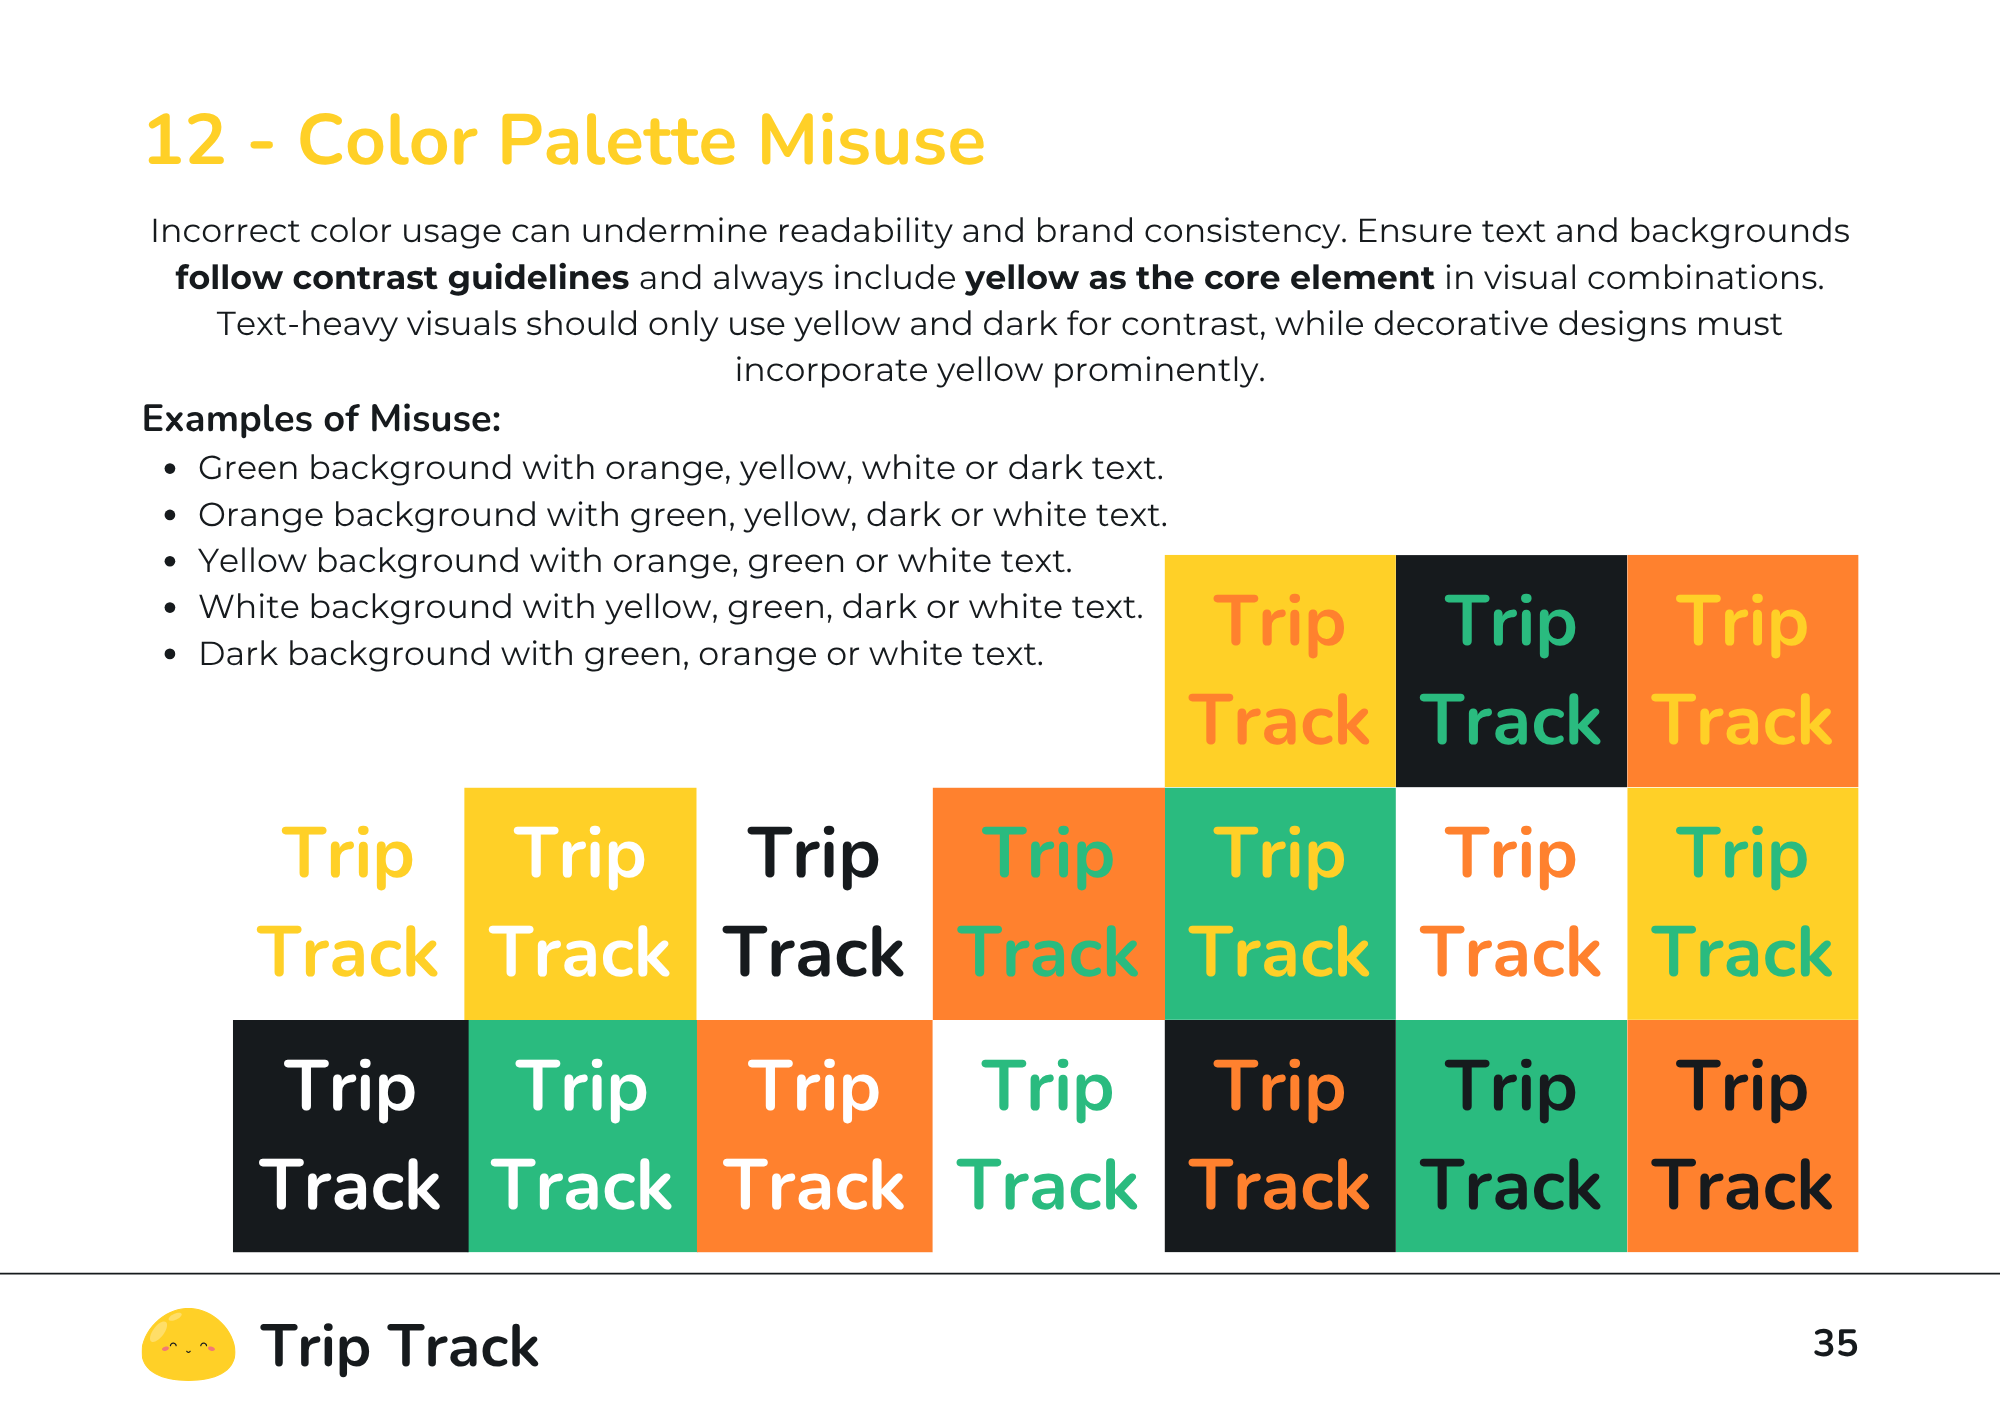 12 - Color Palette Misuse
Incorrect color usage can undermine readability and brand consistency. Ensure text and backgrounds
follow contrast guidelines and always include yellow as the core element in visual combinations.
Text-heavy visuals should only use yellow and dark for contrast, while decorative designs must
incorporate yellow prominently.
Examples of Misuse:
• Green background with orange, yellow, white or dark text.
• Orange background with green, yellow, dark or white text.
• Yellow background with orange, green or white text.
• White background with yellow, green, dark or white text.
• Dark background with green, orange or white text.
Trip Trip Trip
Track Track Track
Trip Trip Trip Trip Trip Trip Trip
Track Track Track Track Track Track Track
Trip Trip Trip Trip Trip Trip Trip
Track Track Track Track Track Track Track
Trip Track
35